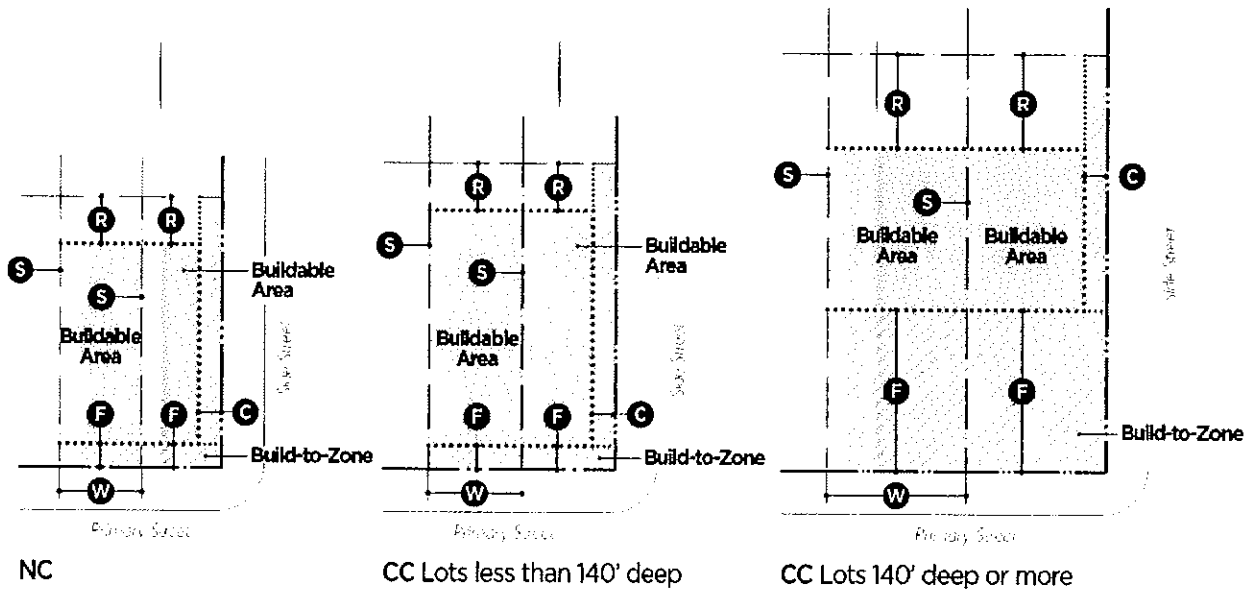 R
R
S
S
Buildable
Area
Buildable
Area
F
F
C
Build-to-Zone
W
Side Street
Primary Street
NC
R
R
S
S
Buildable
Area
Buildable
Area
F
F
C
Build-to-Zone
W
Side Street
Primary Street
CC Lots less than 140' deep
R
R
S
S
C
Buildable
Area
Buildable
Area
F
F
Build-to-Zone
W
Side Street
Primary Street
CC Lots 140' deep or more